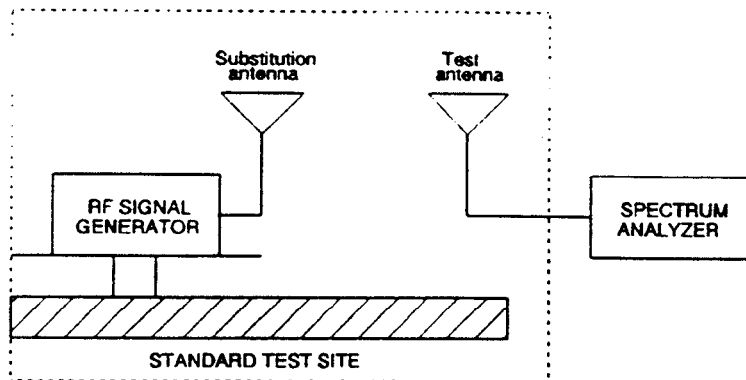 Substitution
antenna
Test
antenna
RF SIGNAL
GENERATOR
SPECTRUM
ANALYZER
STANDARD TEST SITE